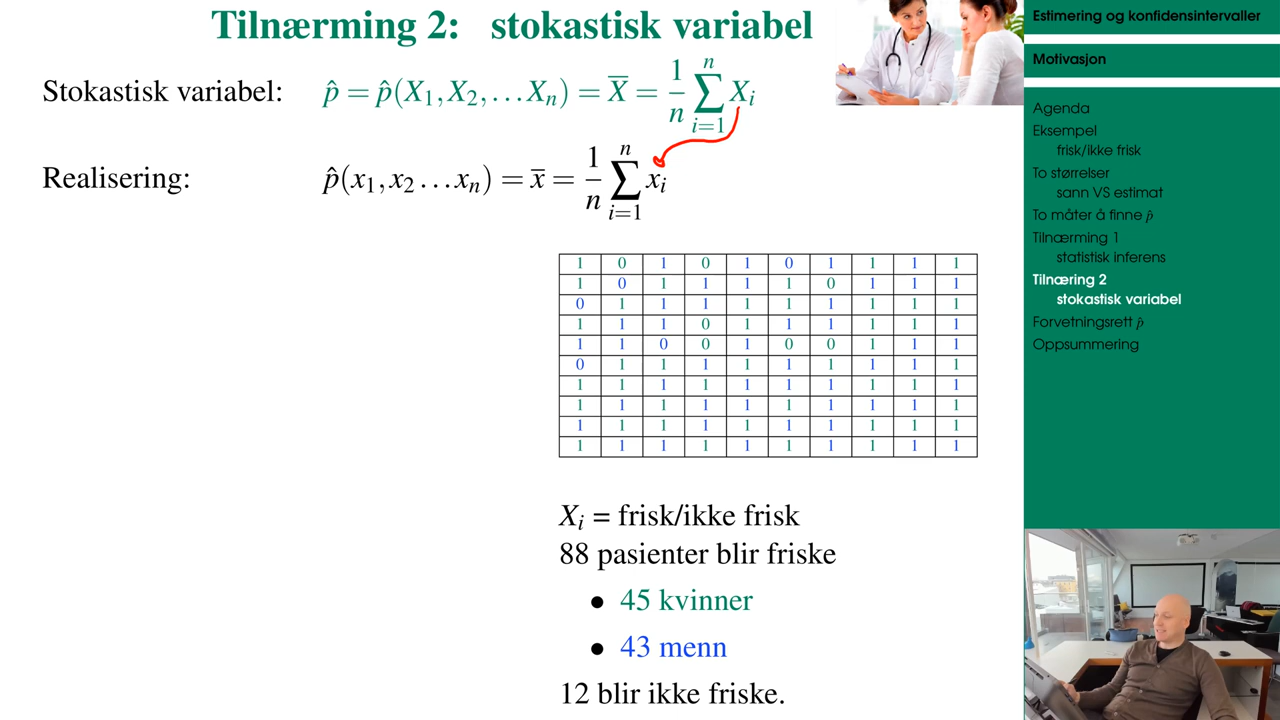 Tilnærming 2: stokastisk variabel
Stokastisk variabel: p̂ = p̂(X₁, X₂, … Xₙ) = X̅ = 1/n ∑ᵢ₌₁ⁿ Xᵢ
Realisering: p̂(x₁, x₂ … xₙ) = x̅ = 1/n ∑ᵢ₌₁ⁿ xᵢ
1 0 1 0 1 0 1 1 1 1
1 0 1 1 1 1 0 1 1 1
0 1 1 1 1 1 1 1 1 1
1 1 1 0 1 1 1 1 1 1
1 1 0 0 1 0 0 1 1 1
0 1 1 1 1 1 1 1 1 1
1 1 1 1 1 1 1 1 1 1
1 1 1 1 1 1 1 1 1 1
1 1 1 1 1 1 1 1 1 1
1 1 1 1 1 1 1 1 1 1
Xᵢ = frisk/ikke frisk
88 pasienter blir friske
• 45 kvinner
• 43 menn
12 blir ikke friske.
Estimering og konfidensintervaller
Motivasjon
Agenda
Eksempel
frisk/ikke frisk
To størrelser
sann VS estimat
To måter å finne p̂
Tilnærming 1
statistisk inferens
Tilnæring 2
stokastisk variabel
Forvetningsrett p̂
Oppsummering